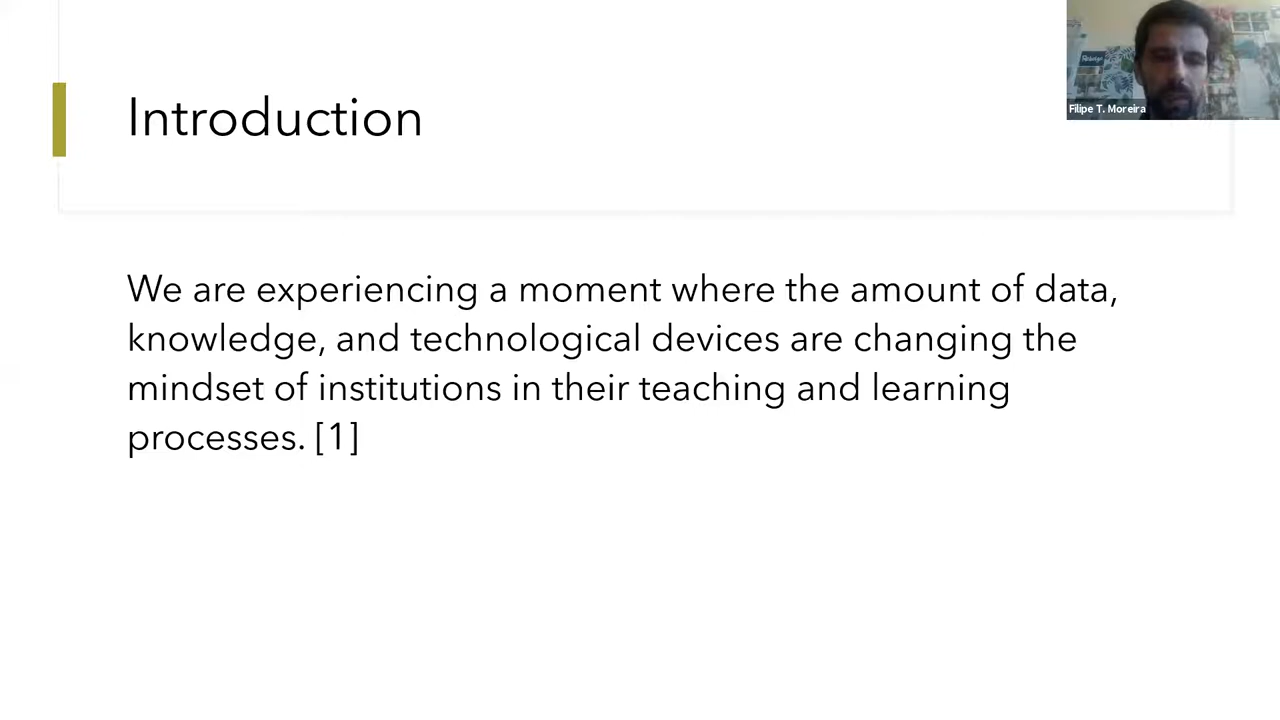 Introduction
Filipe T. Moreira
We are experiencing a moment where the amount of data,
knowledge, and technological devices are changing the
mindset of institutions in their teaching and learning
processes. [1]